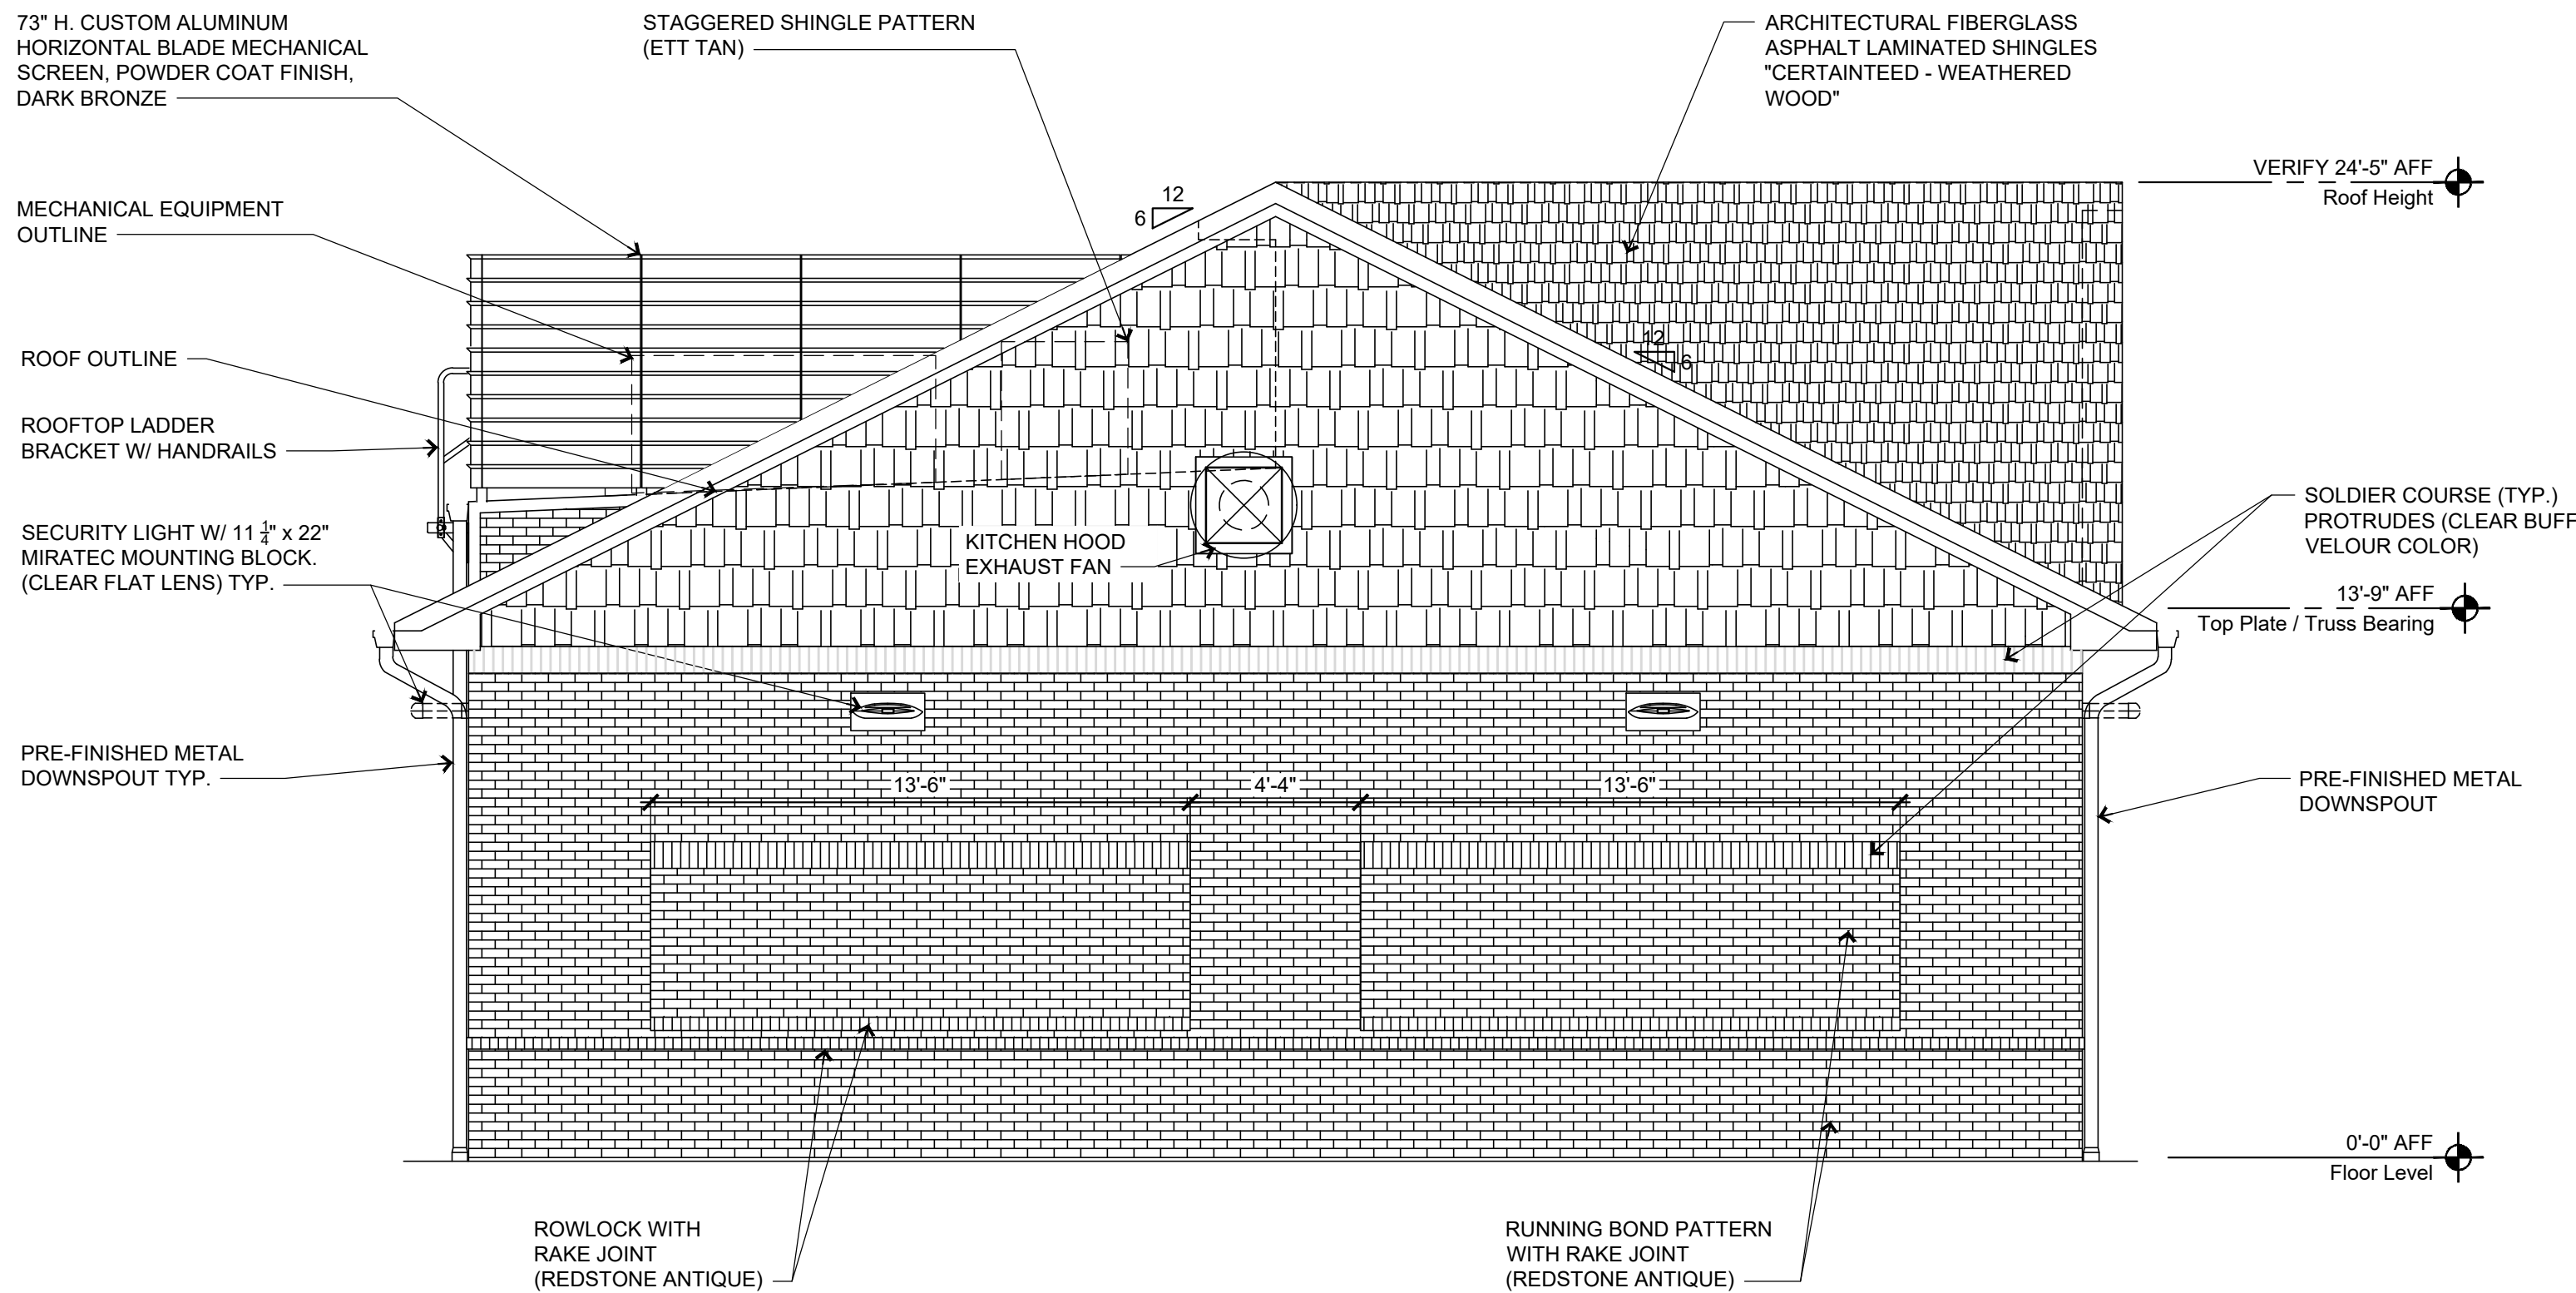 73" H. CUSTOM ALUMINUM
HORIZONTAL BLADE MECHANICAL
SCREEN, POWDER COAT FINISH,
DARK BRONZE
STAGGERED SHINGLE PATTERN
(ETT TAN)
ARCHITECTURAL FIBERGLASS
ASPHALT LAMINATED SHINGLES
"CERTAINTEED - WEATHERED
WOOD"
VERIFY 24'-5" AFF
Roof Height
12
6
MECHANICAL EQUIPMENT
OUTLINE
12
6
ROOF OUTLINE
ROOFTOP LADDER
BRACKET W/ HANDRAILS
SECURITY LIGHT W/ 11 1/4" x 22"
MIRATEC MOUNTING BLOCK.
(CLEAR FLAT LENS) TYP.
KITCHEN HOOD
EXHAUST FAN
SOLDIER COURSE (TYP.)
PROTRUDES (CLEAR BUFF
VELOUR COLOR)
13'-9" AFF
Top Plate / Truss Bearing
PRE-FINISHED METAL
DOWNSPOUT TYP.
13'-6"
4'-4"
13'-6"
PRE-FINISHED METAL
DOWNSPOUT
0'-0" AFF
Floor Level
ROWLOCK WITH
RAKE JOINT
(REDSTONE ANTIQUE)
RUNNING BOND PATTERN
WITH RAKE JOINT
(REDSTONE ANTIQUE)